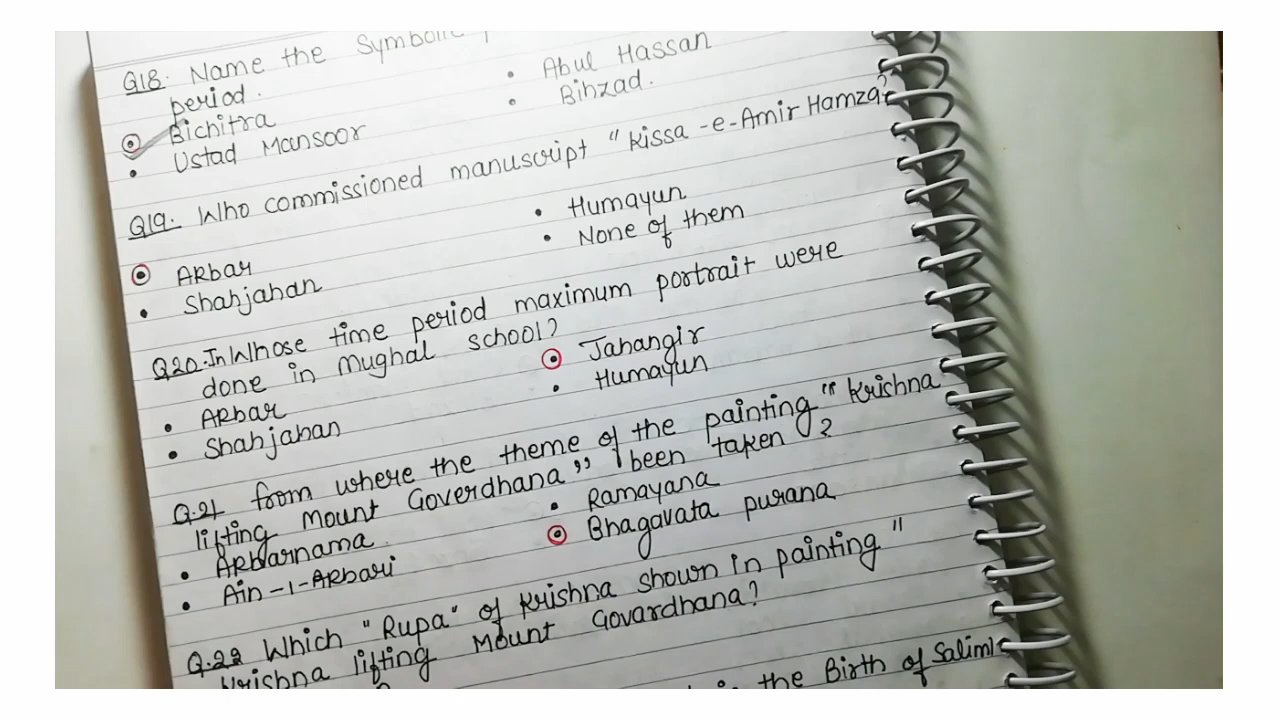 Q18. Name the Symbolic
period.
Bichitra
Abul Hassan
Ustad Mansoor
Bihzad.
Q19. Who commissioned manuscript "Kissa-e-Amir Hamza?
Akbar
Humayun
Shahjahan
None of them
Q20. In Whose time period maximum portrait were
done in Mughal school?
Akbar
Jahangir
Shahjahan
Humayun
Q.21 from where the theme of the painting "Krishna
lifting Mount Goverdhana" been taken ?
Akbarnama
Ramayana
Ain-i-Akbari
Bhagavata purana
Q.22 Which "Rupa" of Krishna shown in painting "
Krishna lifting Mount Govardhana?
the Birth of Salim